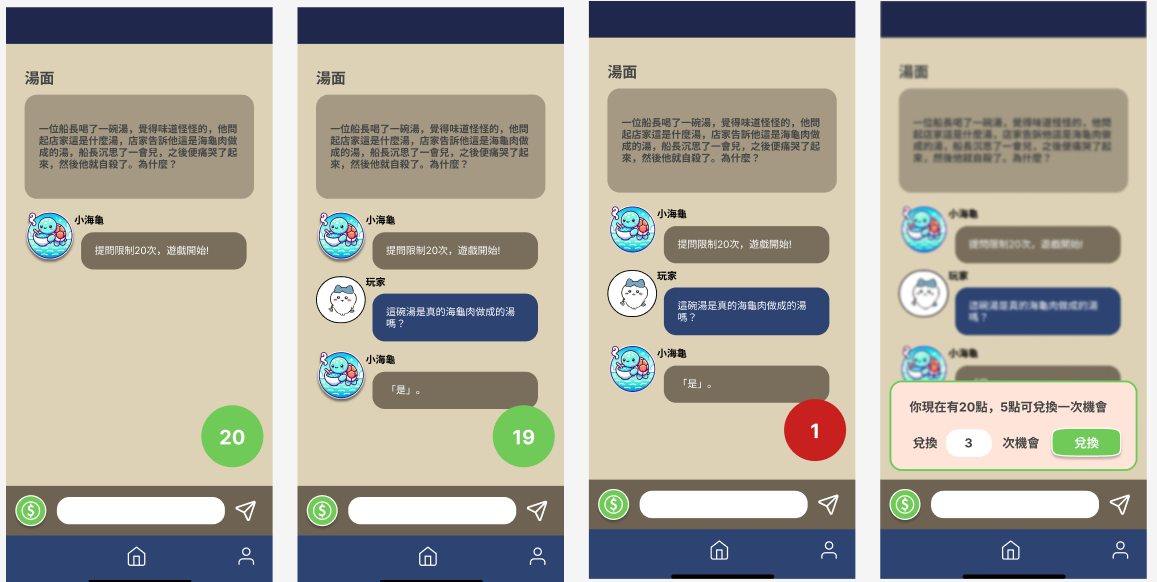 湯面
一位船長喝了一碗湯，覺得味道怪怪的，他問
起店家這是什麼湯，店家告訴他這是海龜肉做
成的湯，船長沉思了一會兒，之後便痛哭了起
來，然後他就自殺了。為什麼？
小海龜
提問限制20次，遊戲開始!
20
湯面
一位船長喝了一碗湯，覺得味道怪怪的，他問
起店家這是什麼湯，店家告訴他這是海龜肉做
成的湯，船長沉思了一會兒，之後便痛哭了起
來，然後他就自殺了。為什麼？
小海龜
提問限制20次，遊戲開始!
玩家
這碗湯是真的海龜肉做成的湯
嗎？
小海龜
「是」。
19
湯面
一位船長喝了一碗湯，覺得味道怪怪的，他問
起店家這是什麼湯，店家告訴他這是海龜肉做
成的湯，船長沉思了一會兒，之後便痛哭了起
來，然後他就自殺了。為什麼？
小海龜
提問限制20次，遊戲開始!
玩家
這碗湯是真的海龜肉做成的湯
嗎？
小海龜
「是」。
1
湯面
一位船長喝了一碗湯，覺得味道怪怪的，他問
起店家這是什麼湯，店家告訴他這是海龜肉做
成的湯，船長沉思了一會兒，之後便痛哭了起
來，然後他就自殺了。為什麼？
小海龜
提問限制20次，遊戲開始!
玩家
這碗湯是真的海龜肉做成的湯
嗎？
小海龜
你現在有20點，5點可兌換一次機會
兌換 3 次機會 兌換